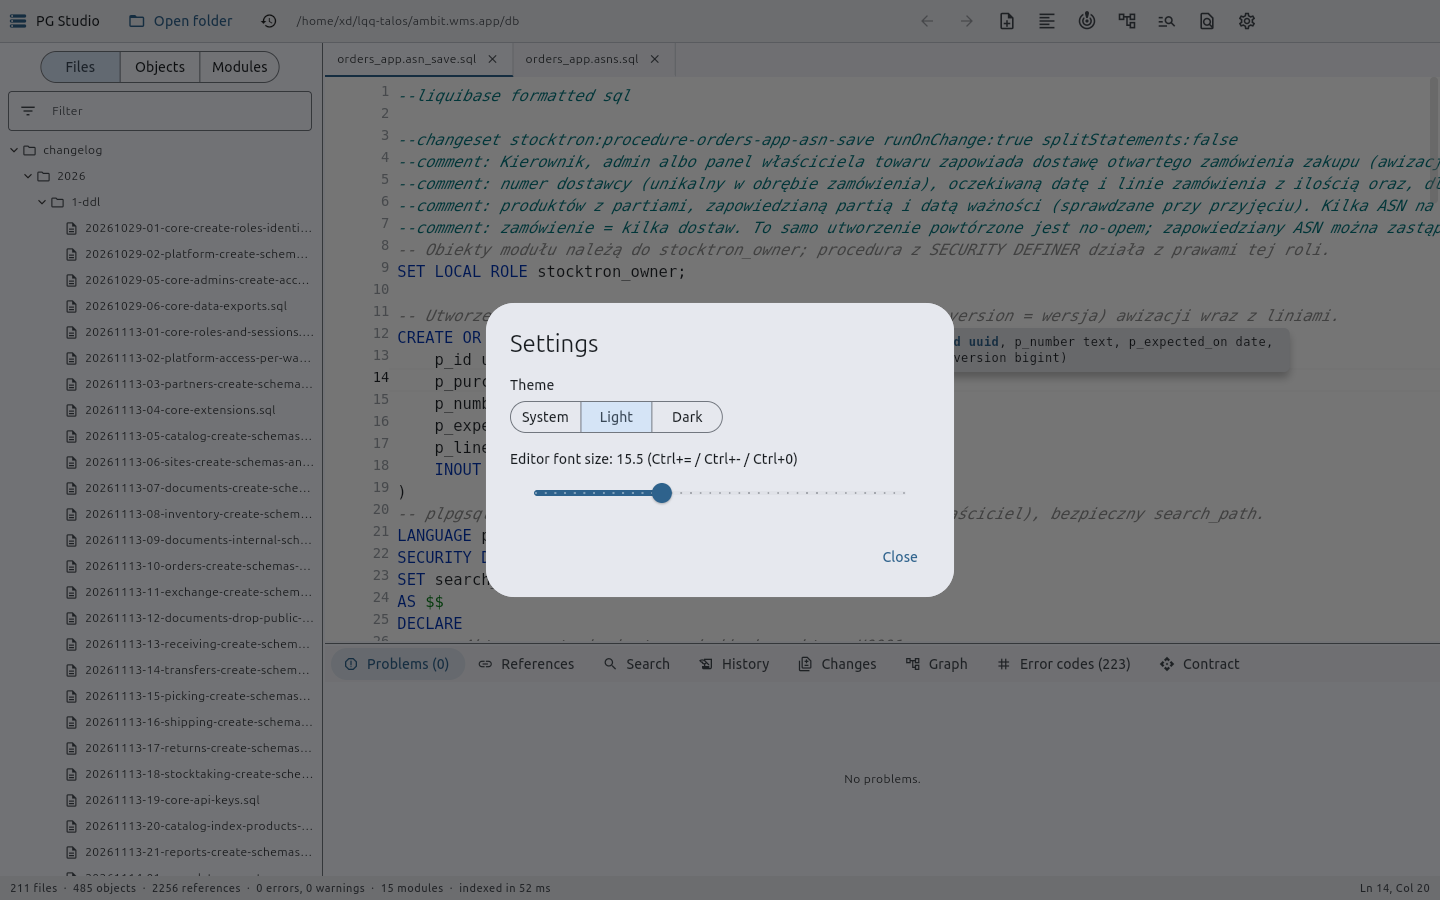 PG Studio
Open folder
/home/xd/lqq-talos/ambit.wms.app/db
Files
Objects
Modules
Filter
changelog
2026
1-ddl
20261029-01-core-create-roles-identi...
20261029-02-platform-create-schem...
20261029-05-core-admins-create-acc...
20261029-06-core-data-exports.sql
20261113-01-core-roles-and-sessions....
20261113-02-platform-access-per-wa...
20261113-03-partners-create-schema...
20261113-04-core-extensions.sql
20261113-05-catalog-create-schemas...
20261113-06-sites-create-schemas-an...
20261113-07-documents-create-sche...
20261113-08-inventory-create-schem...
20261113-09-documents-internal-sch...
20261113-10-orders-create-schemas-...
20261113-11-exchange-create-schem...
20261113-12-documents-drop-public-...
20261113-13-receiving-create-schem...
20261113-14-transfers-create-schem...
20261113-15-picking-create-schemas...
20261113-16-shipping-create-schema...
20261113-17-returns-create-schemas...
20261113-18-stocktaking-create-sche...
20261113-19-core-api-keys.sql
20261113-20-catalog-index-products-...
20261113-21-reports-create-schemas...
orders_app.asn_save.sql
orders_app.asns.sql
1 --liquibase formatted sql
2
3 --changeset stocktron:procedure-orders-app-asn-save runOnChange:true splitStatements:false
4 --comment: Kierownik, admin albo panel właściciela towaru zapowiada dostawę otwartego zamówienia zakupu (awizacj
5 --comment: numer dostawcy (unikalny w obrębie zamówienia), oczekiwaną datę i linie zamówienia z ilością oraz, dl
6 --comment: produktów z partiami, zapowiedzianą partią i datą ważności (sprawdzane przy przyjęciu). Kilka ASN na
7 --comment: zamówienie = kilka dostaw. To samo utworzenie powtórzone jest no-opem; zapowiedziany ASN można zastąp
8 -- Obiekty modułu należą do stocktron_owner; procedura z SECURITY DEFINER działa z prawami tej roli.
9 SET LOCAL ROLE stocktron_owner;
10
11 -- Utworze version = wersja) awizacji wraz z liniami.
12 CREATE OR
13 p_id u
14 p_purc
15 p_numb
16 p_expe
17 p_line
18 INOUT
19 )
20 -- plpgsq aściciel), bezpieczny search_path.
21 LANGUAGE p
22 SECURITY D
23 SET search
24 AS $$
25 DECLARE
26
d uuid, p_number text, p_expected_on date,
version bigint)
Settings
Theme
System
Light
Dark
Editor font size: 15.5 (Ctrl+= / Ctrl+- / Ctrl+0)
Close
Problems (0)
References
Search
History
Changes
Graph
Error codes (223)
Contract
No problems.
211 files · 485 objects · 2256 references · 0 errors, 0 warnings · 15 modules · indexed in 52 ms
Ln 14, Col 20